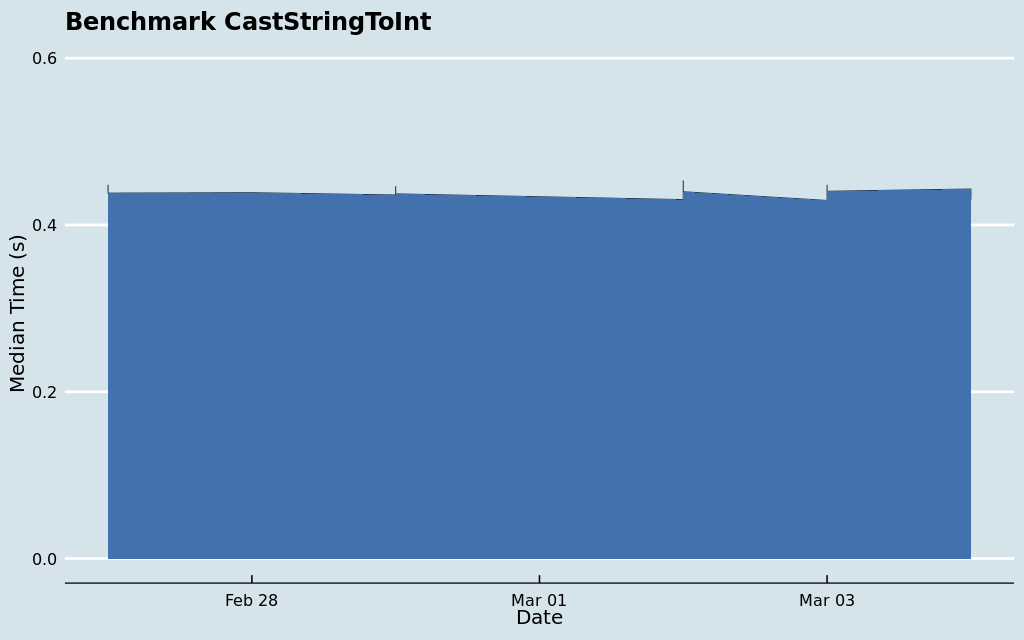 Benchmark CastStringToInt
0.6
0.4
0.2
0.0
Median Time (s)
Feb 28
Mar 01
Mar 03
Date